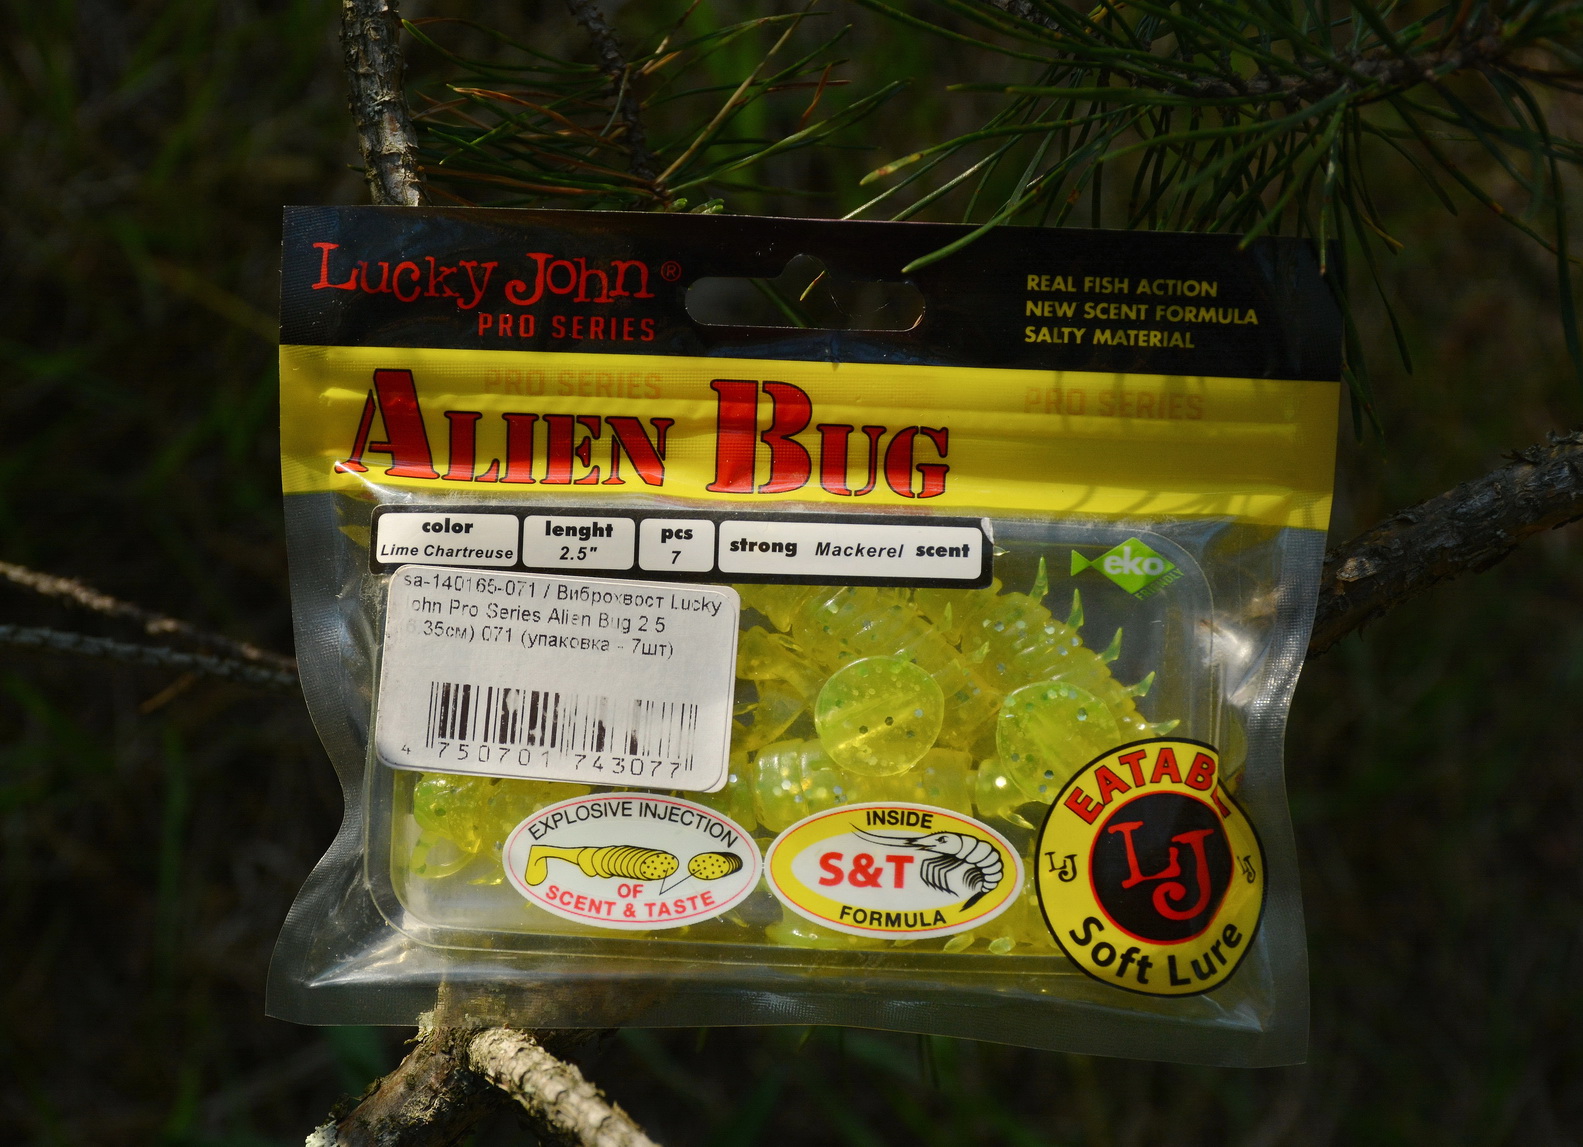 Lucky John®
PRO SERIES
REAL FISH ACTION
NEW SCENT FORMULA
SALTY MATERIAL
PRO SERIES
PRO SERIES
ALIEN BUG
color
Lime Chartreuse
lenght
2.5"
pcs
7
strong Mackerel scent
eko
FRIENDLY
sa-140165-071 / Виброхвост Lucky
ohn Pro Series Alien Bug 2 5
6.35см) 071 (упаковка - 7шт)
4 750701 743077
EXPLOSIVE INJECTION
OF
SCENT & TASTE
INSIDE
S&T
FORMULA
EATABL
LJ
LJ
LJ
Soft Lure